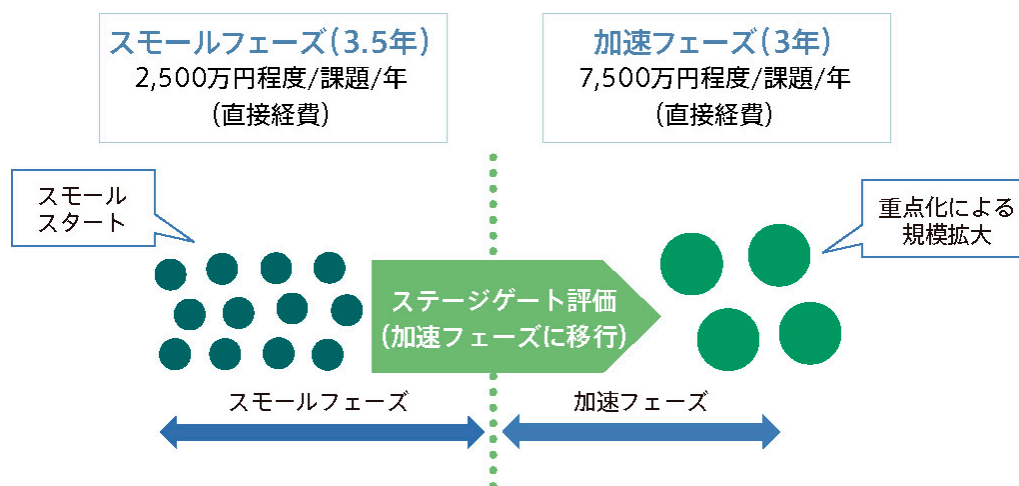 スモールフェーズ(3.5年)
2,500万円程度/課題/年
(直接経費)
加速フェーズ(3年)
7,500万円程度/課題/年
(直接経費)
スモール
スタート
重点化による
規模拡大
ステージゲート評価
(加速フェーズに移行)
スモールフェーズ
加速フェーズ